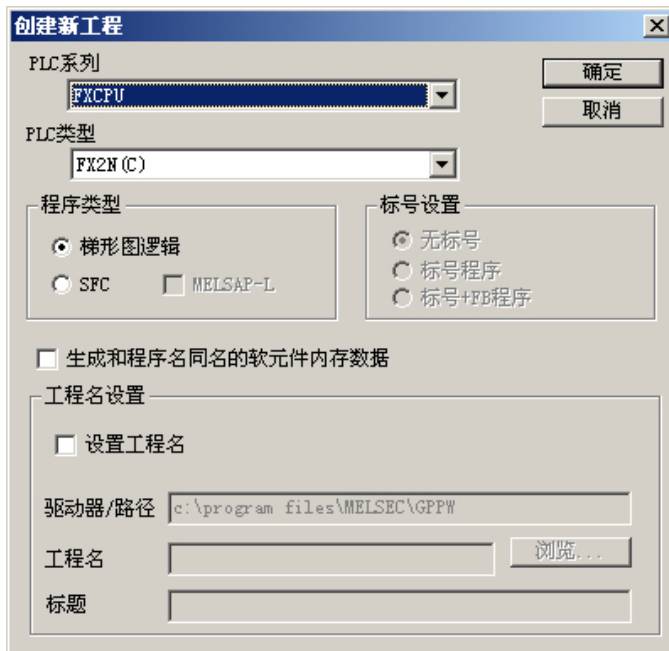 创建新工程
PLC系列
FXCPU
确定
取消
PLC类型
FX2N(C)
程序类型
标号设置
梯形图逻辑
无标号
SFC
MELSAP-L
标号程序
标号+FB程序
生成和程序名同名的软元件内存数据
工程名设置
设置工程名
驱动器/路径 c:\program files\MELSEC\GPPW
工程名
浏览...
标题